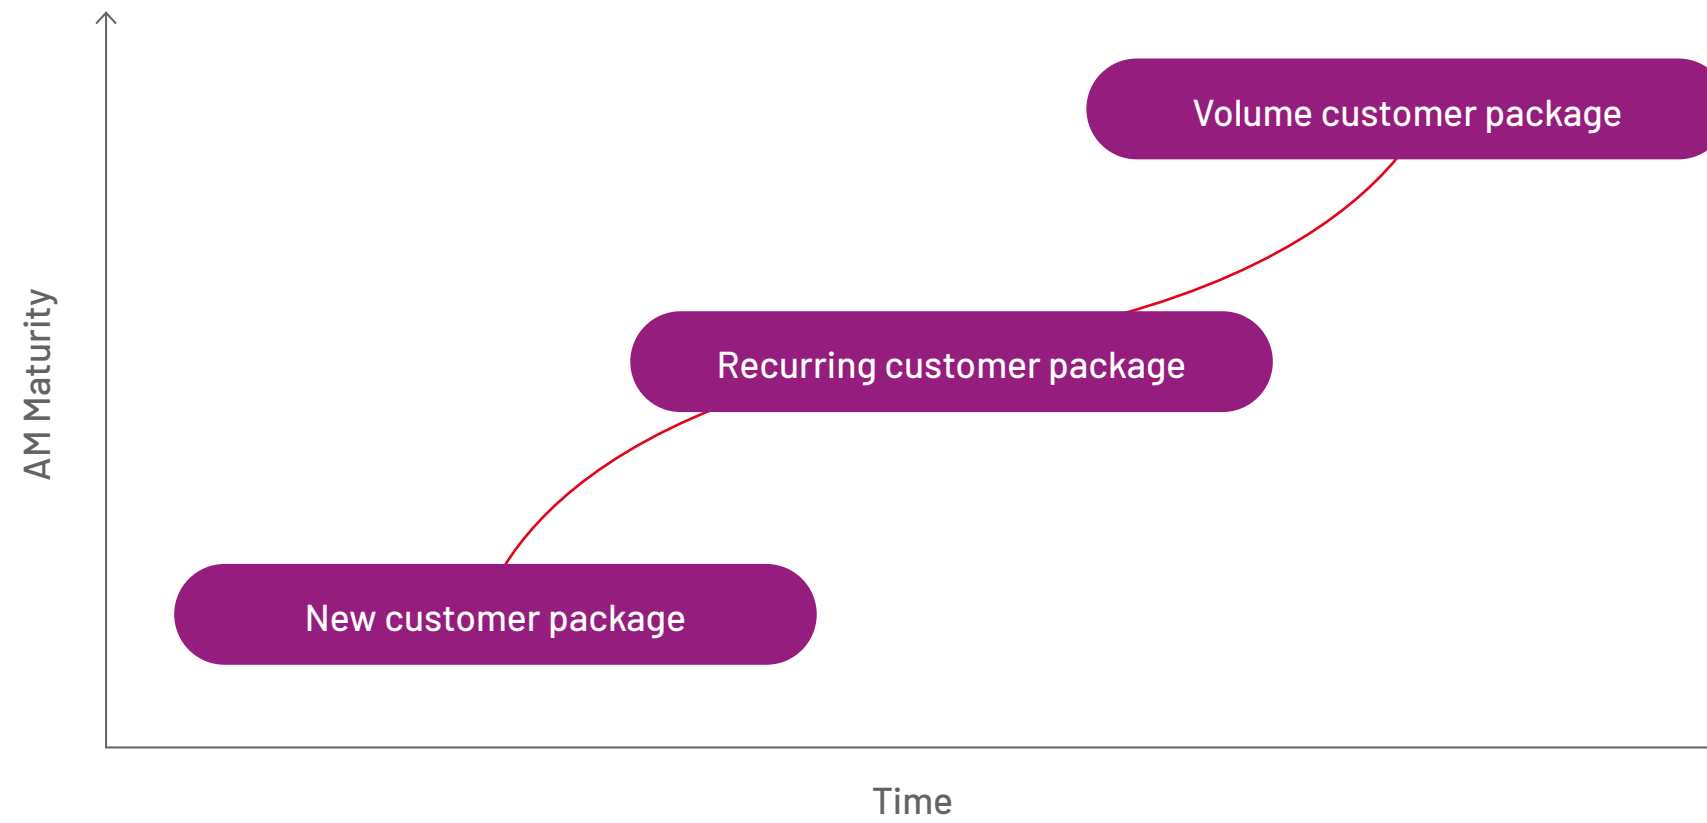 Volume customer package
Recurring customer package
New customer package
AM Maturity
Time